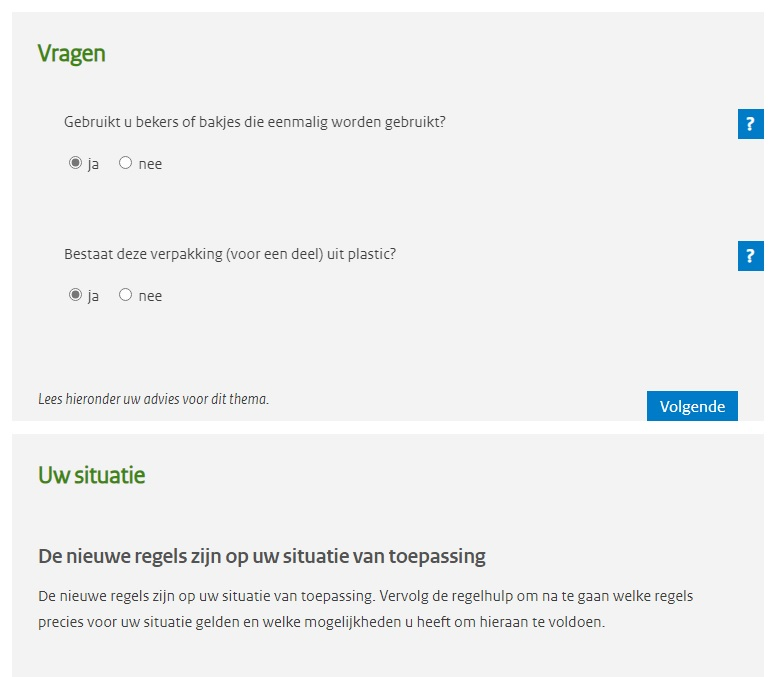 Vragen
Gebruikt u bekers of bakjes die eenmalig worden gebruikt?
?
ja nee
Bestaat deze verpakking (voor een deel) uit plastic?
?
ja nee
Lees hieronder uw advies voor dit thema.
Volgende
Uw situatie
De nieuwe regels zijn op uw situatie van toepassing
De nieuwe regels zijn op uw situatie van toepassing. Vervolg de regelhulp om na te gaan welke regels
precies voor uw situatie gelden en welke mogelijkheden u heeft om hieraan te voldoen.